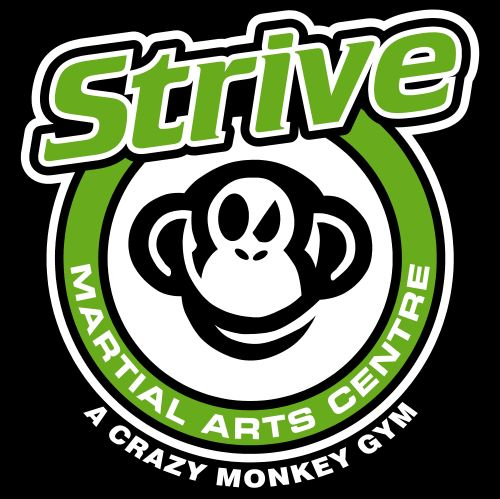 Strive
MARTIAL ARTS CENTRE
A CRAZY MONKEY GYM